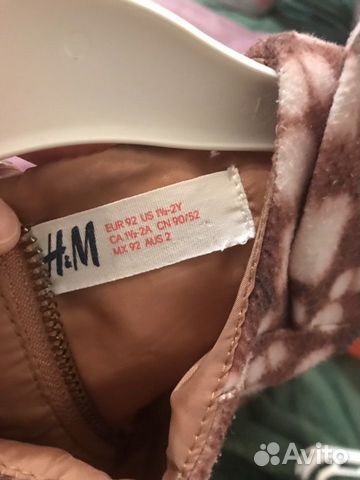 H&M
EUR 92 US 1½-2Y
CA 1½-2A CN 90/52
MX 92 AUS 2
Avito